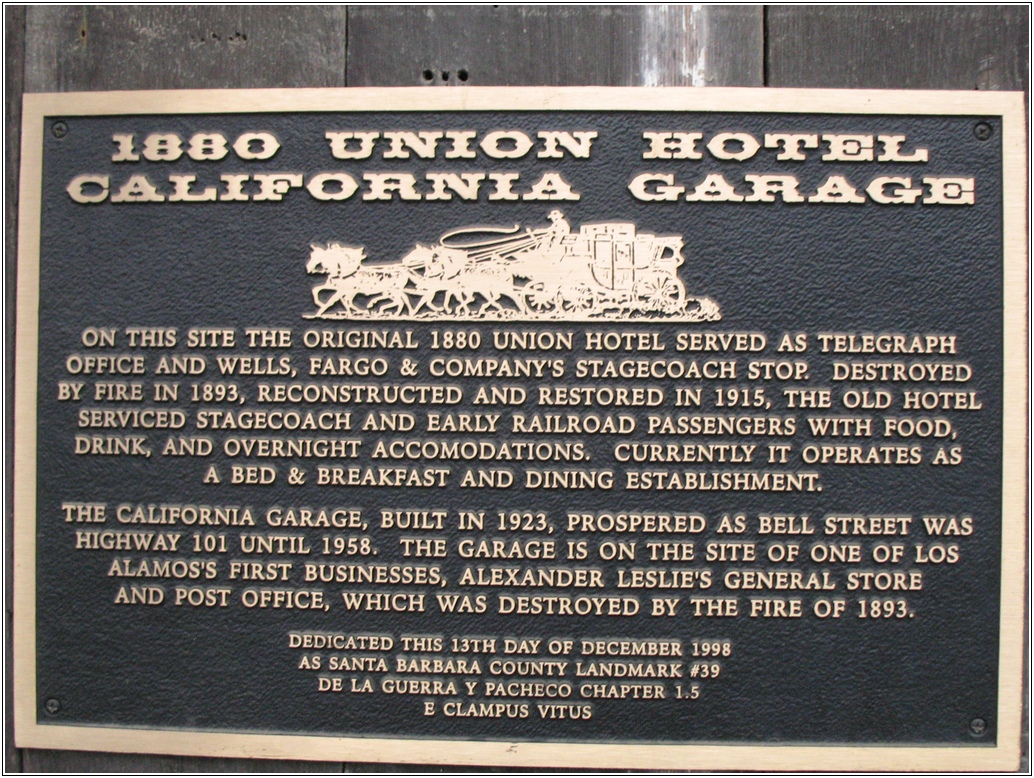 1880 UNION HOTEL
CALIFORNIA GARAGE
ON THIS SITE THE ORIGINAL 1880 UNION HOTEL SERVED AS TELEGRAPH
OFFICE AND WELLS, FARGO & COMPANY'S STAGECOACH STOP. DESTROYED
BY FIRE IN 1893, RECONSTRUCTED AND RESTORED IN 1915, THE OLD HOTEL
SERVICED STAGECOACH AND EARLY RAILROAD PASSENGERS WITH FOOD,
DRINK, AND OVERNIGHT ACCOMODATIONS. CURRENTLY IT OPERATES AS
A BED & BREAKFAST AND DINING ESTABLISHMENT.
THE CALIFORNIA GARAGE, BUILT IN 1923, PROSPERED AS BELL STREET WAS
HIGHWAY 101 UNTIL 1958. THE GARAGE IS ON THE SITE OF ONE OF LOS
ALAMOS'S FIRST BUSINESSES, ALEXANDER LESLIE'S GENERAL STORE
AND POST OFFICE, WHICH WAS DESTROYED BY THE FIRE OF 1893.
DEDICATED THIS 13TH DAY OF DECEMBER 1998
AS SANTA BARBARA COUNTY LANDMARK #39
DE LA GUERRA Y PACHECO CHAPTER 1.5
E CLAMPUS VITUS